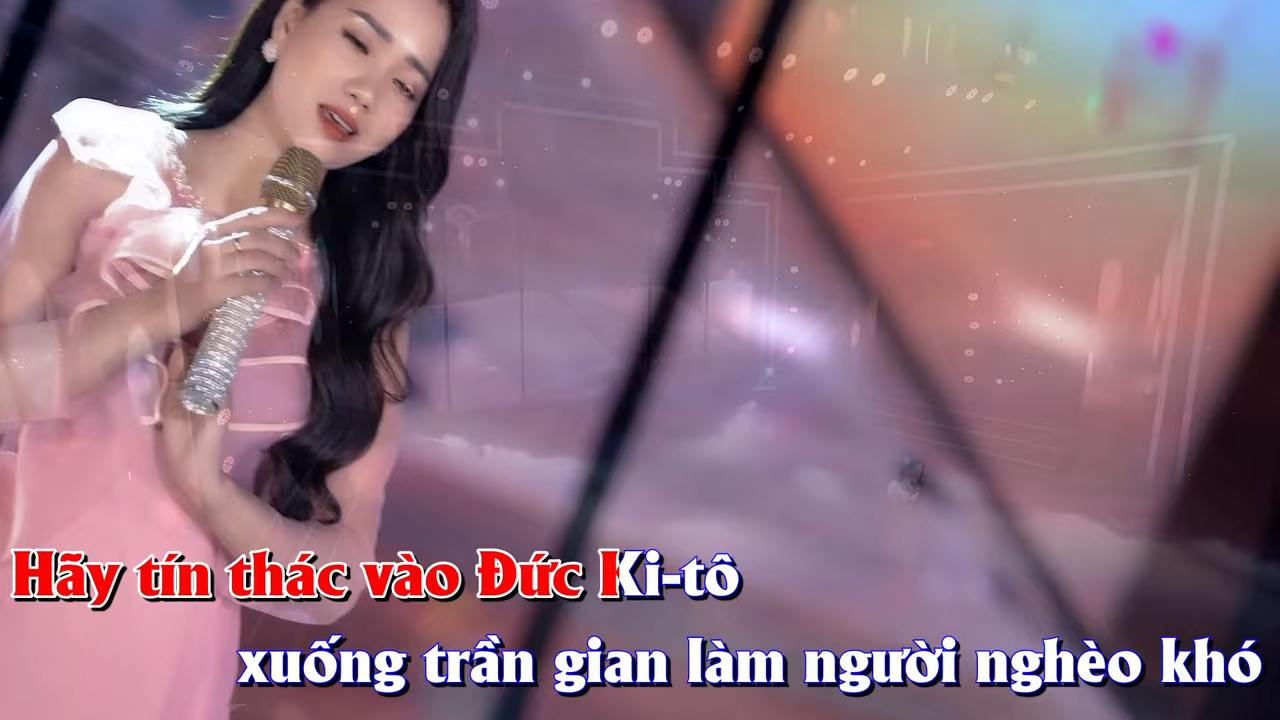 Hãy tín thác vào Đức Ki-tô
xuống trần gian làm người nghèo khó